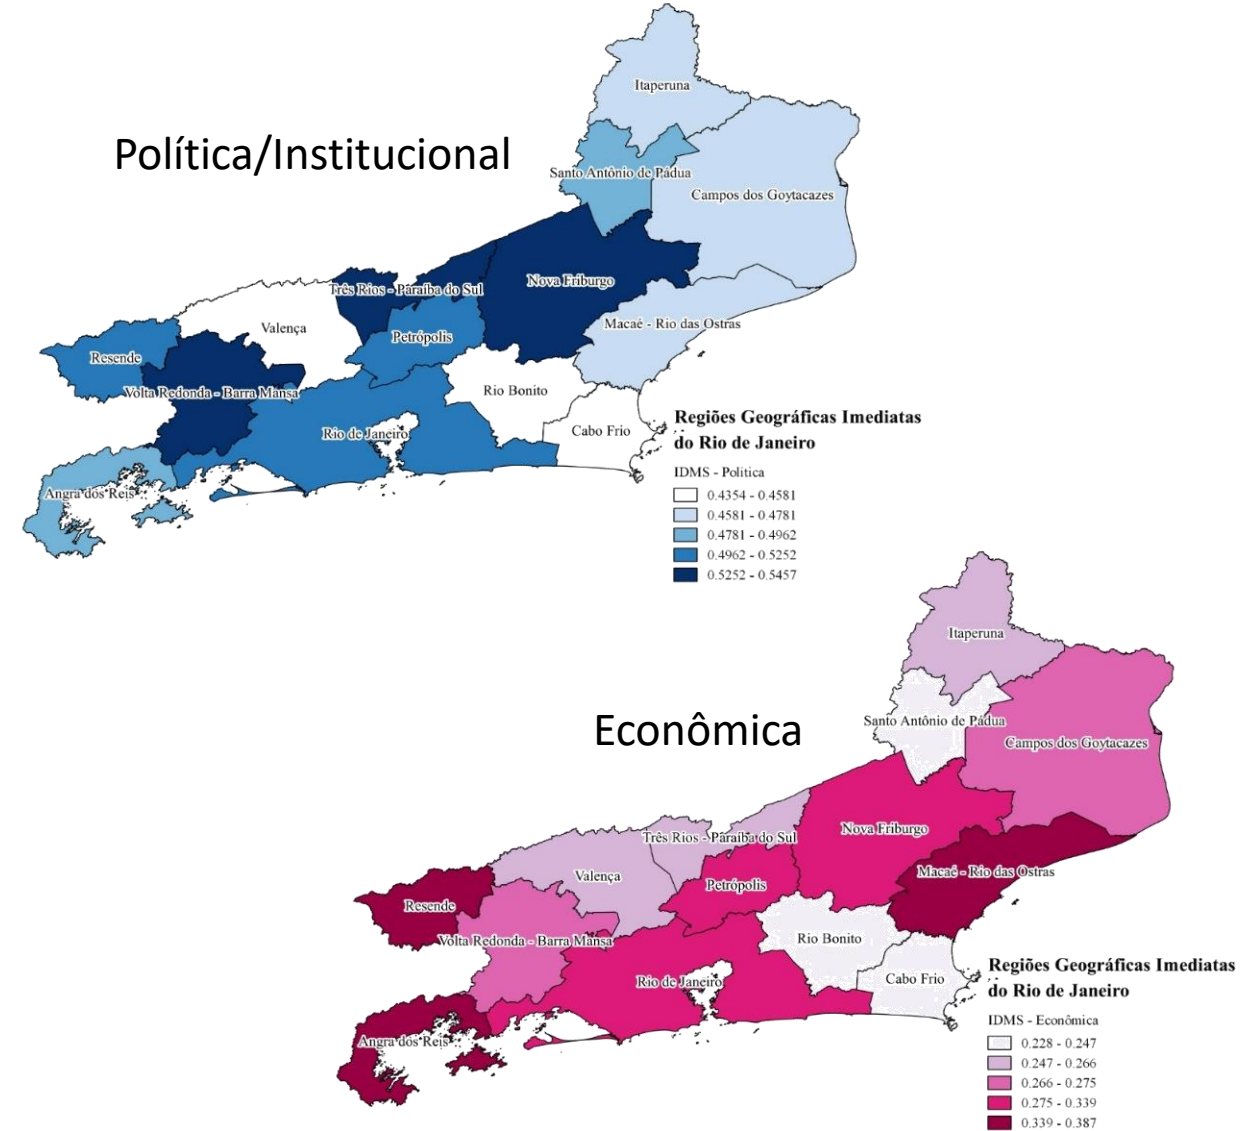 Itaperuna
Política/Institucional
Santo Antônio de Pádua
Campos dos Goytacazes
Nova Friburgo
Três Rios - Paraíba do Sul
Macaé - Rio das Ostras
Valença
Petrópolis
Resende
Volta Redonda - Barra Mansa
Rio Bonito
Cabo Frio
Rio de Janeiro
Angra dos Reis
Regiões Geográficas Imediatas
do Rio de Janeiro
IDMS - Politica
0.4354 - 0.4581
0.4581 - 0.4781
0.4781 - 0.4962
0.4962 - 0.5252
0.5252 - 0.5457
Itaperuna
Econômica
Santo Antônio de Pádua
Campos dos Goytacazes
Nova Friburgo
Três Rios - Paraíba do Sul
Macaé - Rio das Ostras
Valença
Petrópolis
Resende
Volta Redonda - Barra Mansa
Rio Bonito
Cabo Frio
Rio de Janeiro
Angra dos Reis
Regiões Geográficas Imediatas
do Rio de Janeiro
IDMS - Econômica
0.228 - 0.247
0.247 - 0.266
0.266 - 0.275
0.275 - 0.339
0.339 - 0.387